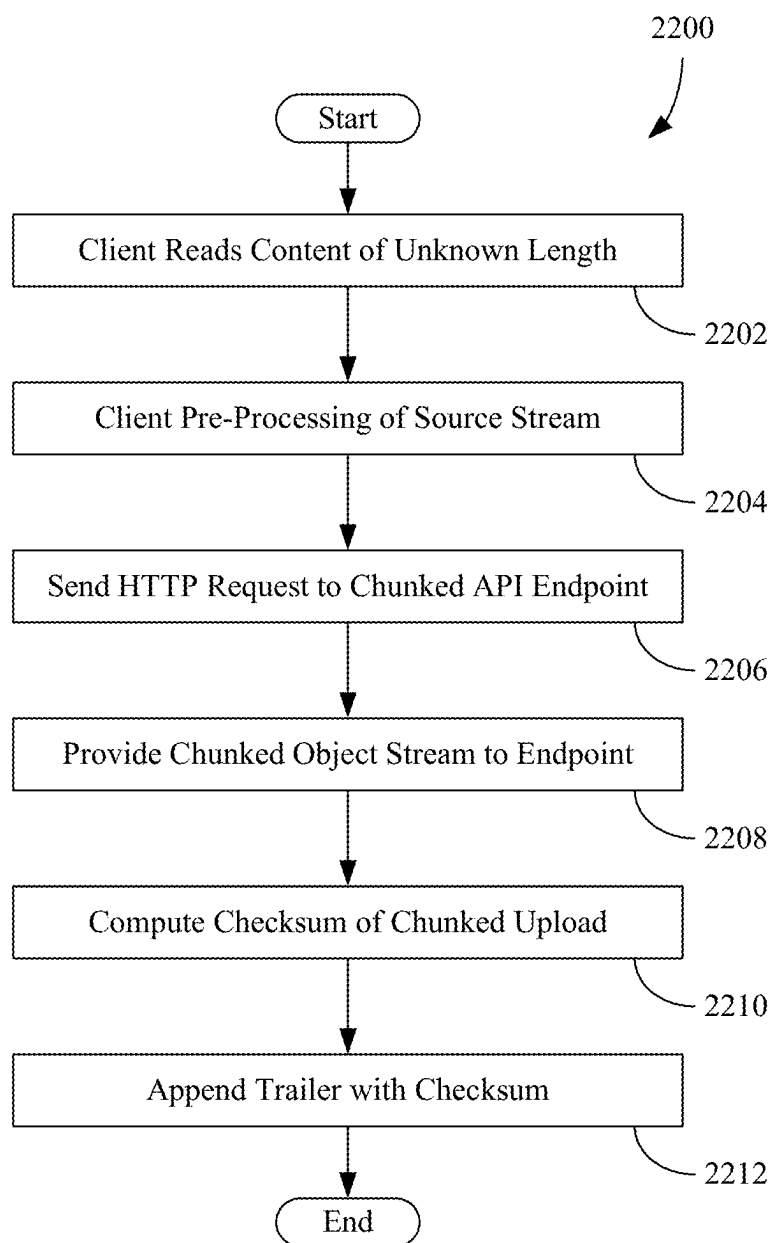 2200
Start
Client Reads Content of Unknown Length
2202
Client Pre-Processing of Source Stream
2204
Send HTTP Request to Chunked API Endpoint
2206
Provide Chunked Object Stream to Endpoint
2208
Compute Checksum of Chunked Upload
2210
Append Trailer with Checksum
2212
End